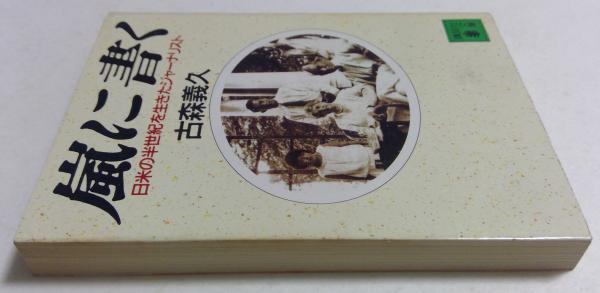 嵐に書く
日米の半世紀を生きたジャーナリスト
古森義久